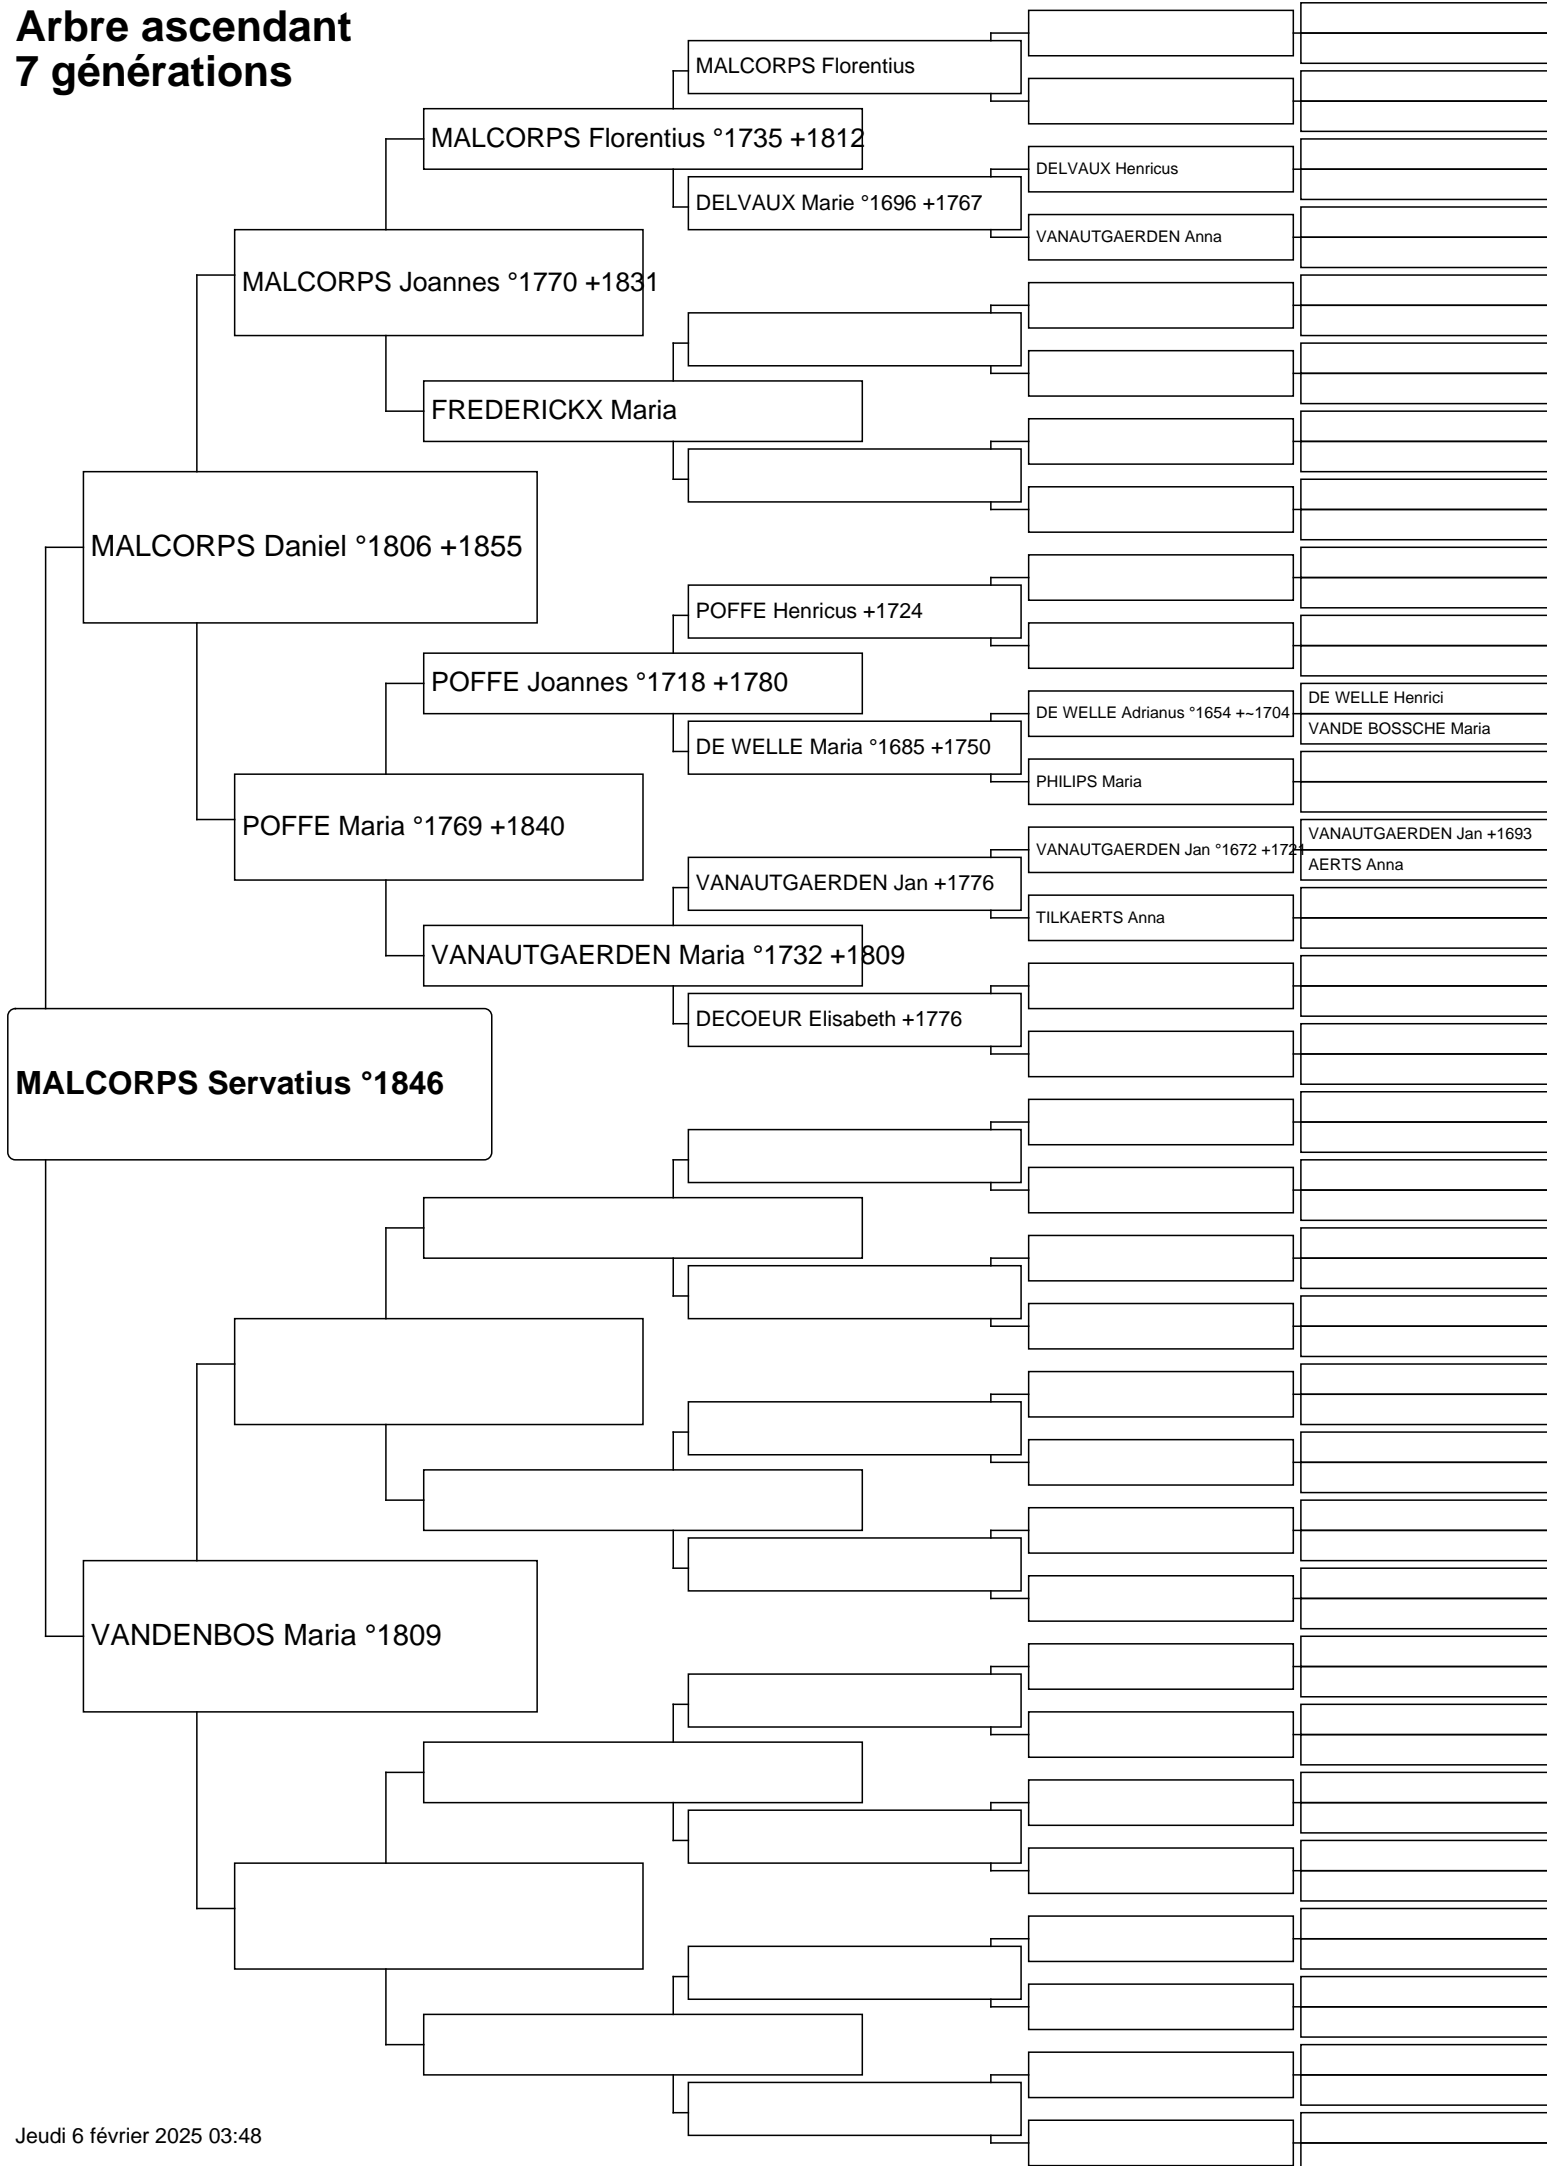 Arbre ascendant
7 générations
MALCORPS Florentius
MALCORPS Florentius °1735 +1812
DELVAUX Henricus
DELVAUX Marie °1696 +1767
VANAUTGAERDEN Anna
MALCORPS Joannes °1770 +1831
FREDERICKX Maria
MALCORPS Daniel °1806 +1855
POFFE Henricus +1724
POFFE Joannes °1718 +1780
DE WELLE Henrici
DE WELLE Adrianus °1654 +~1704
VANDE BOSSCHE Maria
DE WELLE Maria °1685 +1750
PHILIPS Maria
POFFE Maria °1769 +1840
VANAUTGAERDEN Jan +1693
VANAUTGAERDEN Jan °1672 +1721
AERTS Anna
VANAUTGAERDEN Jan +1776
TILKAERTS Anna
VANAUTGAERDEN Maria °1732 +1809
DECOEUR Elisabeth +1776
MALCORPS Servatius °1846
VANDENBOS Maria °1809
Jeudi 6 février 2025 03:48